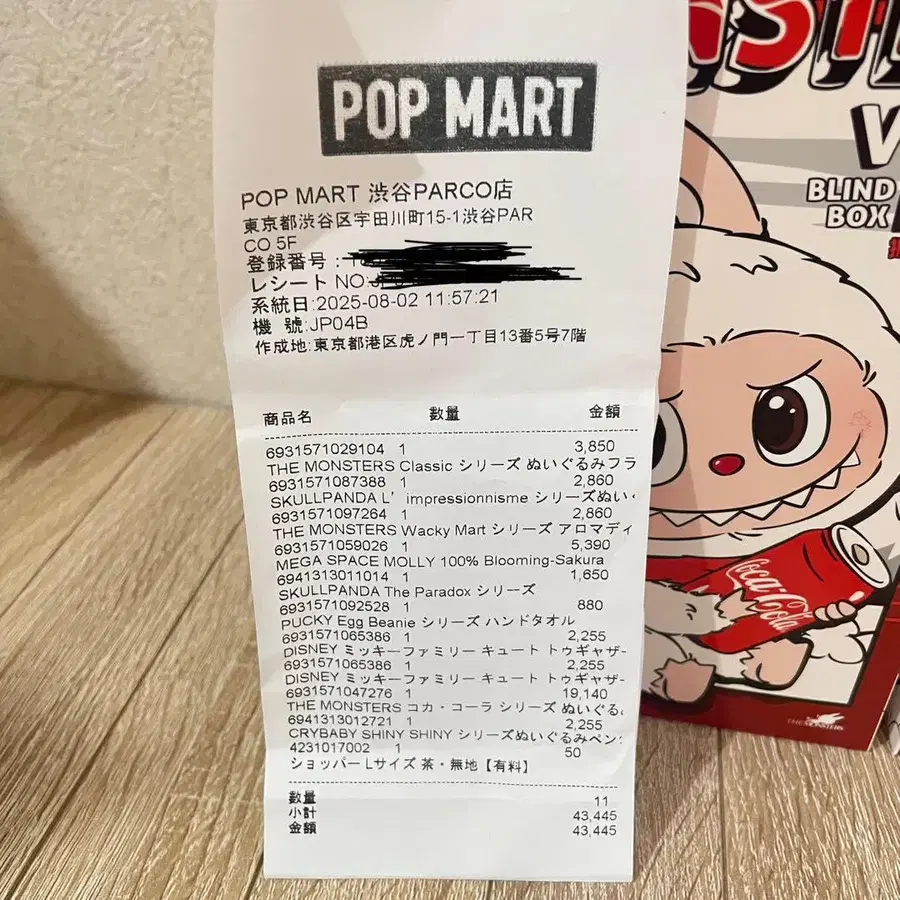 POP MART
POP MART 渋谷PARCO店
東京都渋谷区宇田川町15-1渋谷PAR
CO 5F
登録番号:
レシート NO:
系統日:2025-08-02 11:57:21
機 號:JP04B
作成地:東京都港区虎ノ門一丁目13番5号7階
商品名 数量 金額
6931571029104 1 3,850
THE MONSTERS Classic シリーズ ぬいぐるみフラ
6931571087388 1 2,860
SKULLPANDA L' impressionnisme シリーズぬい
6931571097264 1 2,860
THE MONSTERS Wacky Mart シリーズ アロマディ
6931571059026 1 5,390
MEGA SPACE MOLLY 100% Blooming-Sakura
6941313011014 1 1,650
SKULLPANDA The Paradox シリーズ
6931571092528 1 880
PUCKY Egg Beanie シリーズ ハンドタオル
6931571065386 1 2,255
DISNEY ミッキーファミリー キュート トゥギャザー
6931571065386 1 2,255
DISNEY ミッキーファミリー キュート トゥギャザー
6931571047276 1 19,140
THE MONSTERS コカ・コーラ シリーズ ぬいぐる
6941313012721 1 2,255
CRYBABY SHINY SHINY シリーズぬいぐるみペン
4231017002 1 50
ショッパー Lサイズ 茶・無地【有料】
数量 11
小計 43,445
金額 43,445
BLIND
BOX
Coca-Cola
THE MONSTERS